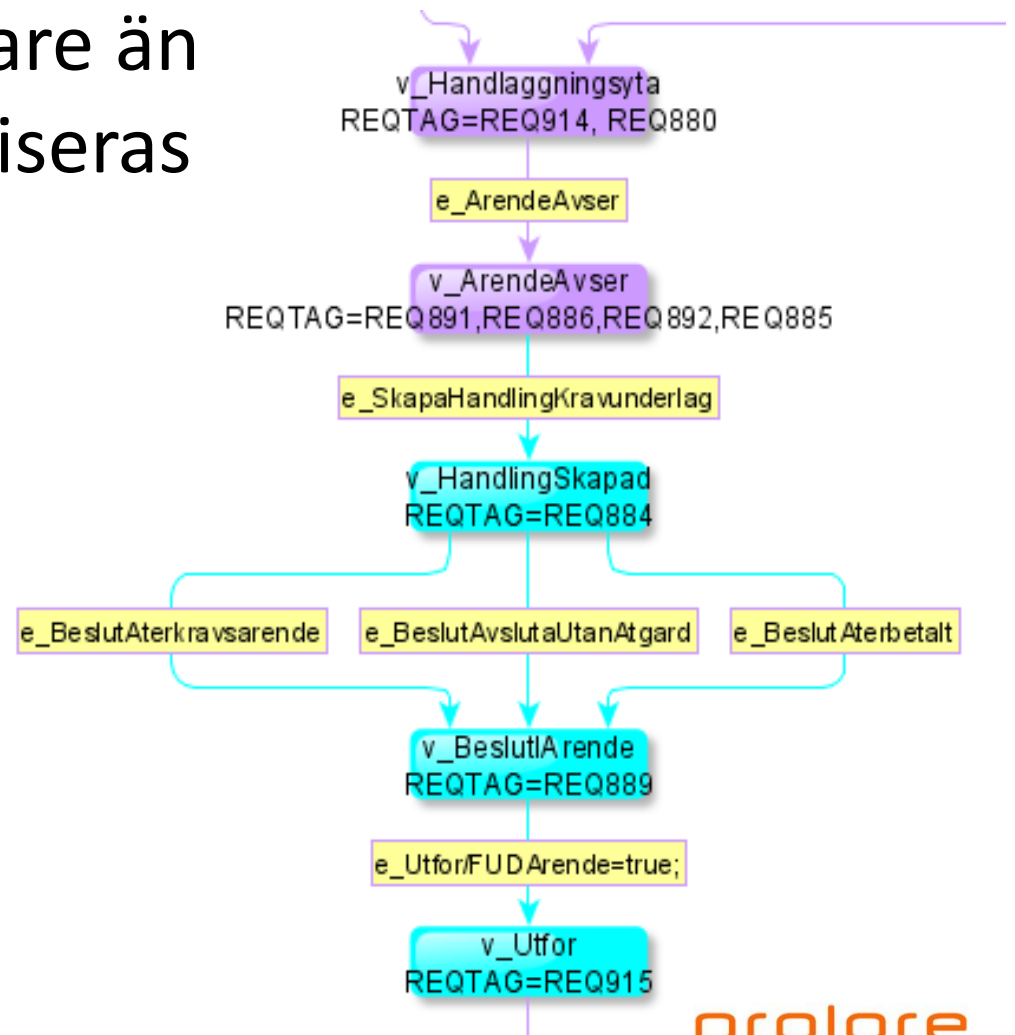 are än
iseras
v_Handlaggningsyta
REQTAG=REQ914, REQ880
e_ArendeAvser
v_ArendeAvser
REQTAG=REQ891,REQ886,REQ892,REQ885
e_SkapaHandlingKravunderlag
v_HandlingSkapad
REQTAG=REQ884
e_BeslutAterkravsarende e_BeslutAvslutaUtanAtgard e_BeslutAterbetalt
v_BeslutIArende
REQTAG=REQ889
e_Utfor/FUDArende=true;
v_Utfor
REQTAG=REQ915